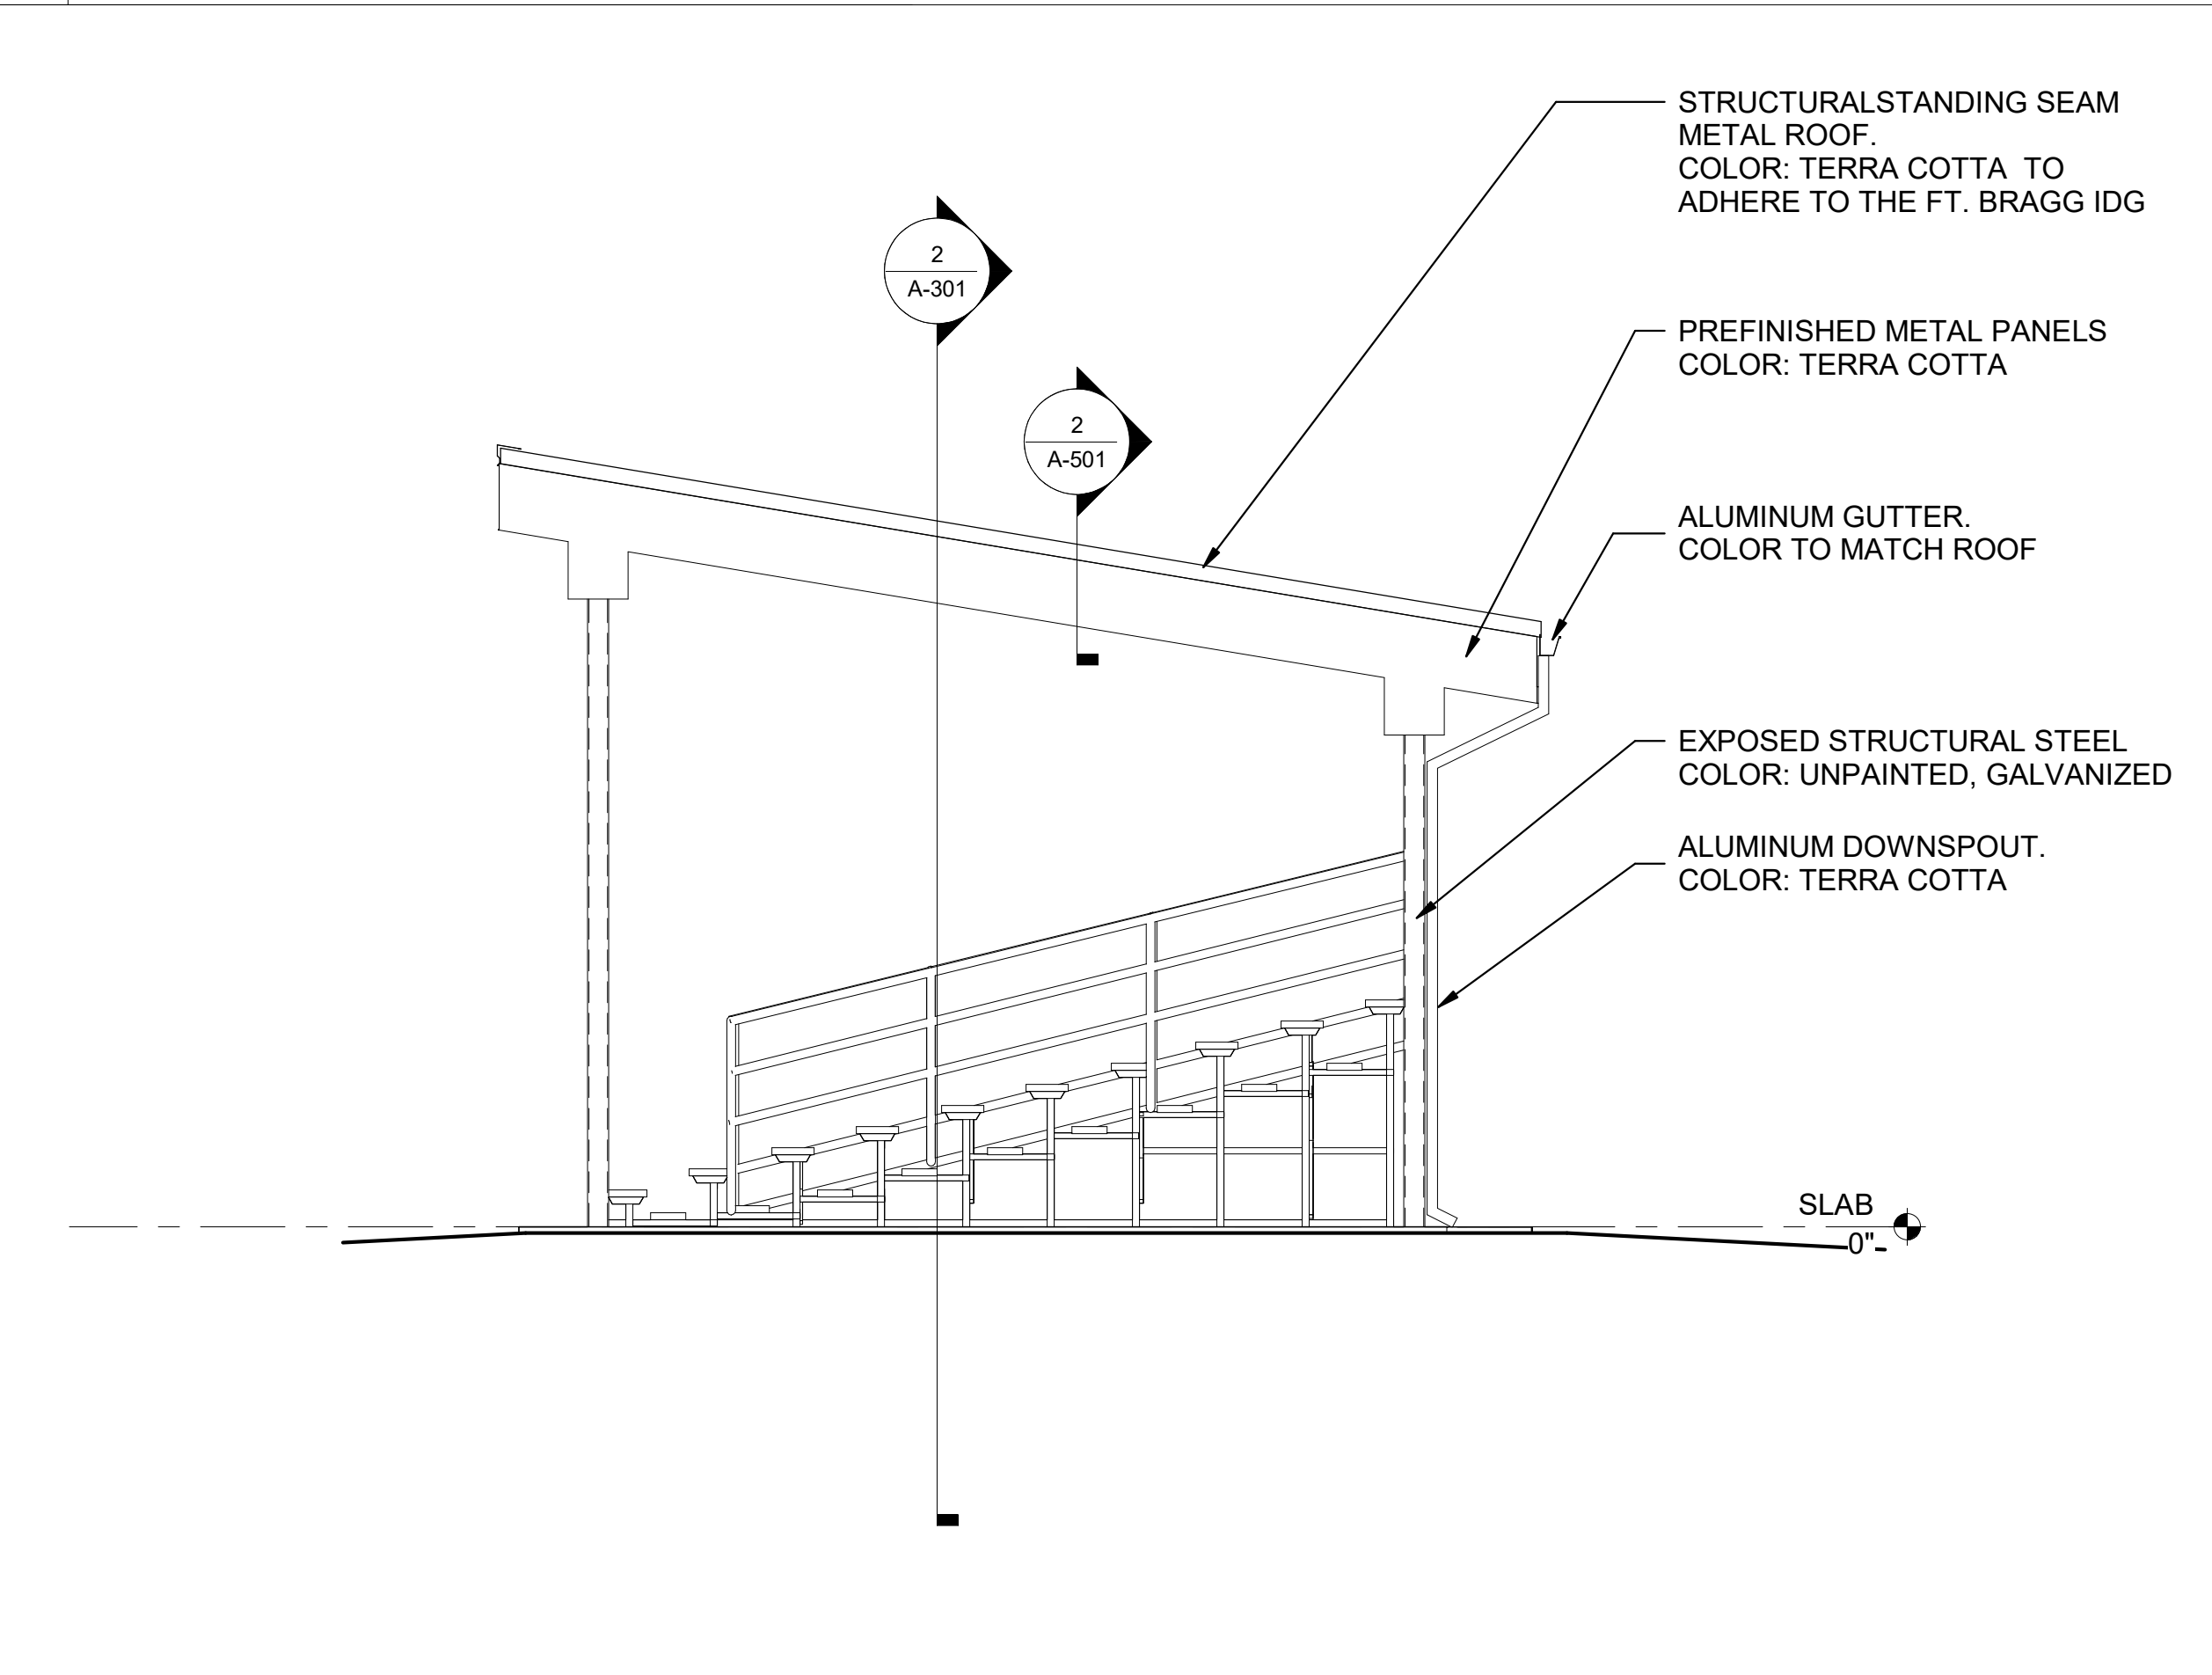 STRUCTURALSTANDING SEAM
METAL ROOF.
COLOR: TERRA COTTA  TO
ADHERE TO THE FT. BRAGG IDG
2
A-301
PREFINISHED METAL PANELS
COLOR: TERRA COTTA
2
A-501
ALUMINUM GUTTER.
COLOR TO MATCH ROOF
EXPOSED STRUCTURAL STEEL
COLOR: UNPAINTED, GALVANIZED
ALUMINUM DOWNSPOUT.
COLOR: TERRA COTTA
SLAB
0"